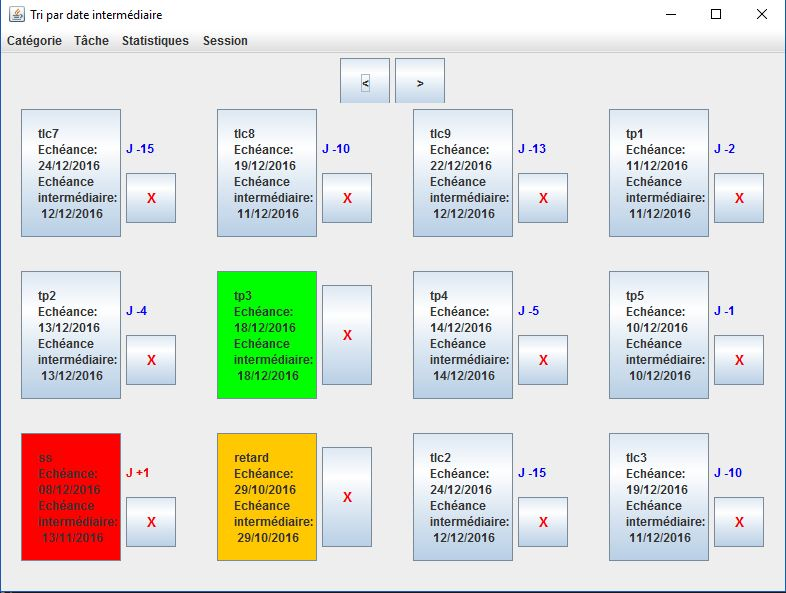 Tri par date intermédiaire
Catégorie Tâche Statistiques Session
< >
tlc7
Echéance:
24/12/2016
Echéance
intermédiaire:
12/12/2016
J -15
X
tlc8
Echéance:
19/12/2016
Echéance
intermédiaire:
11/12/2016
J -10
X
tlc9
Echéance:
22/12/2016
Echéance
intermédiaire:
12/12/2016
J -13
X
tp1
Echéance:
11/12/2016
Echéance
intermédiaire:
11/12/2016
J -2
X
tp2
Echéance:
13/12/2016
Echéance
intermédiaire:
13/12/2016
J -4
X
tp3
Echéance:
18/12/2016
Echéance
intermédiaire:
18/12/2016
X
tp4
Echéance:
14/12/2016
Echéance
intermédiaire:
14/12/2016
J -5
X
tp5
Echéance:
10/12/2016
Echéance
intermédiaire:
10/12/2016
J -1
X
ss
Echéance:
08/12/2016
Echéance
intermédiaire:
13/11/2016
J +1
X
retard
Echéance:
29/10/2016
Echéance
intermédiaire:
29/10/2016
X
tlc2
Echéance:
24/12/2016
Echéance
intermédiaire:
12/12/2016
J -15
X
tlc3
Echéance:
19/12/2016
Echéance
intermédiaire:
11/12/2016
J -10
X